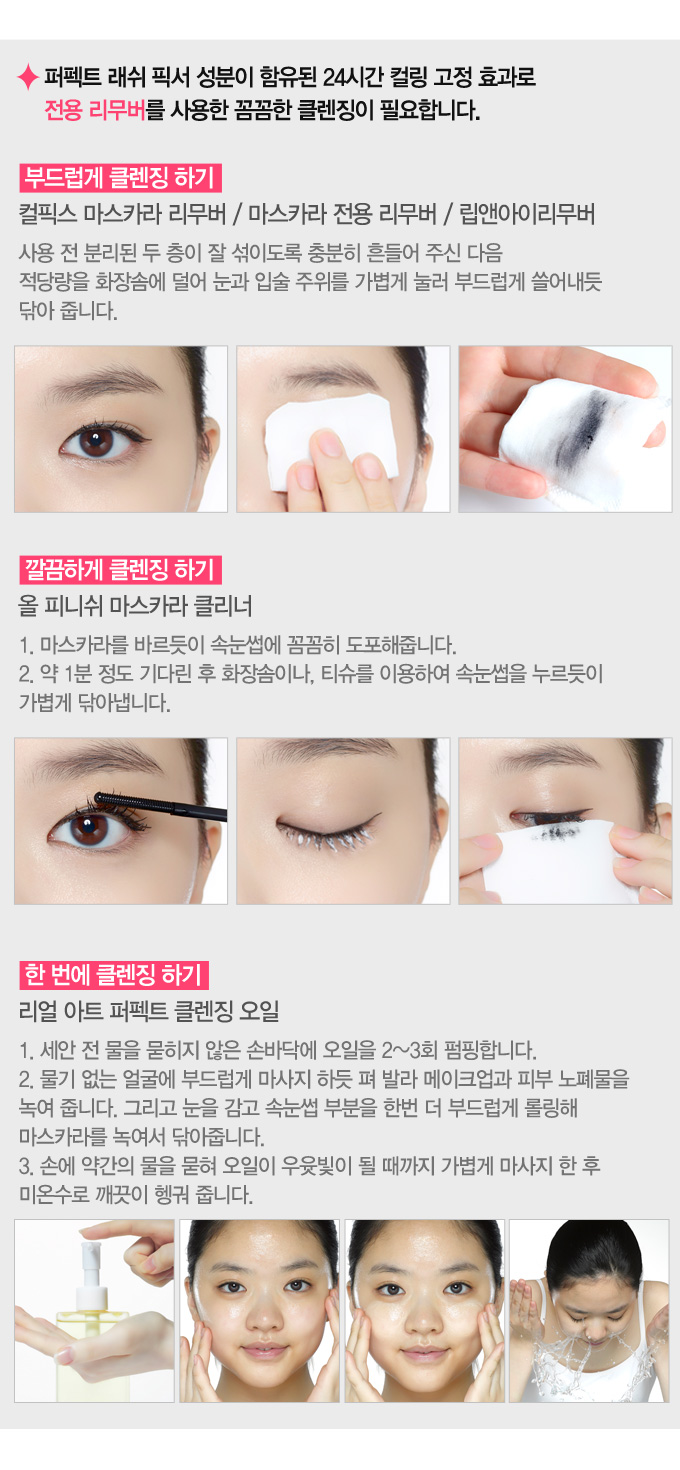 퍼펙트 래쉬 픽서 성분이 함유된 24시간 컬링 고정 효과로
전용 리무버를 사용한 꼼꼼한 클렌징이 필요합니다.
부드럽게 클렌징 하기
컬픽스 마스카라 리무버 / 마스카라 전용 리무버 / 립앤아이리무버
사용 전 분리된 두 층이 잘 섞이도록 충분히 흔들어 주신 다음
적당량을 화장솜에 덜어 눈과 입술 주위를 가볍게 눌러 부드럽게 쓸어내듯
닦아 줍니다.
깔끔하게 클렌징 하기
올 피니쉬 마스카라 클리너
1. 마스카라를 바르듯이 속눈썹에 꼼꼼히 도포해줍니다.
2. 약 1분 정도 기다린 후 화장솜이나, 티슈를 이용하여 속눈썹을 누르듯이
가볍게 닦아냅니다.
한 번에 클렌징 하기
리얼 아트 퍼펙트 클렌징 오일
1. 세안 전 물을 묻히지 않은 손바닥에 오일을 2~3회 펌핑합니다.
2. 물기 없는 얼굴에 부드럽게 마사지 하듯 펴 발라 메이크업과 피부 노폐물을
녹여 줍니다. 그리고 눈을 감고 속눈썹 부분을 한번 더 부드럽게 롤링해
마스카라를 녹여서 닦아줍니다.
3. 손에 약간의 물을 묻혀 오일이 우윳빛이 될 때까지 가볍게 마사지 한 후
미온수로 깨끗이 헹궈 줍니다.